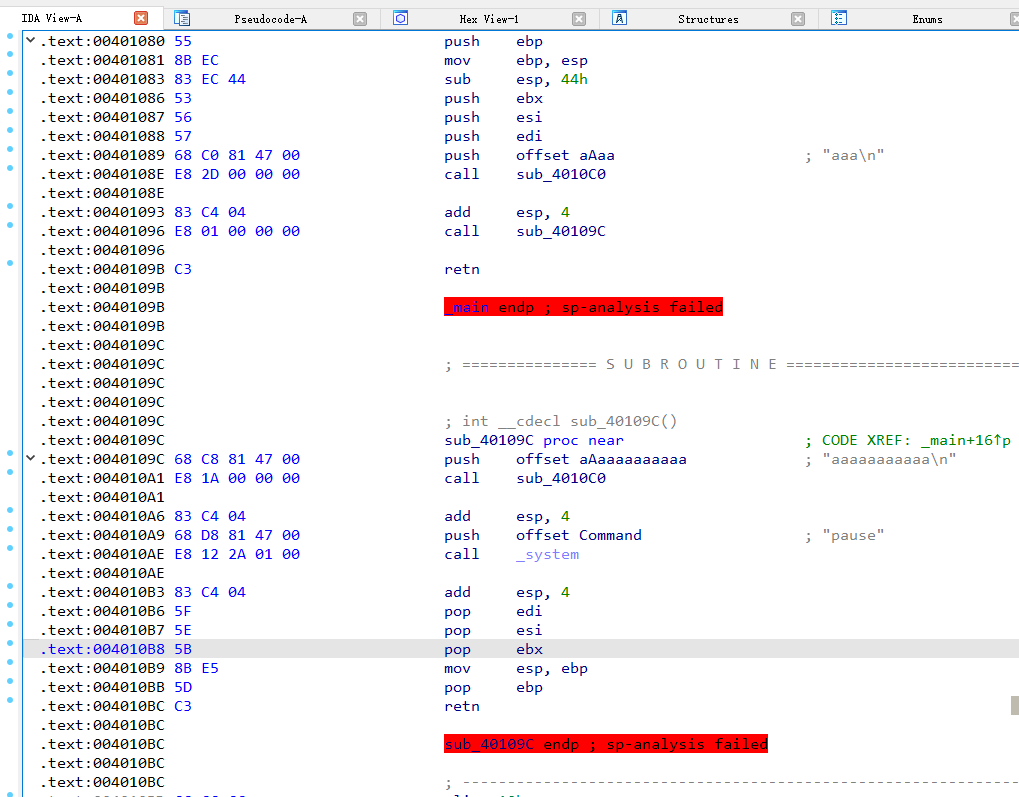 IDA View-A Pseudocode-A Hex View-1 Structures Enums
.text:00401080 55 push ebp
.text:00401081 8B EC mov ebp, esp
.text:00401083 83 EC 44 sub esp, 44h
.text:00401086 53 push ebx
.text:00401087 56 push esi
.text:00401088 57 push edi
.text:00401089 68 C0 81 47 00 push offset aAaa ; "aaa\n"
.text:0040108E E8 2D 00 00 00 call sub_4010C0
.text:0040108E
.text:00401093 83 C4 04 add esp, 4
.text:00401096 E8 01 00 00 00 call sub_40109C
.text:00401096
.text:0040109B C3 retn
.text:0040109B
.text:0040109B _main endp ; sp-analysis failed
.text:0040109B
.text:0040109C
.text:0040109C ; =============== S U B R O U T I N E ==========================
.text:0040109C
.text:0040109C
.text:0040109C ; int __cdecl sub_40109C()
.text:0040109C sub_40109C proc near ; CODE XREF: _main+16↑p
.text:0040109C 68 C8 81 47 00 push offset aAaaaaaaaaaa ; "aaaaaaaaaaa\n"
.text:004010A1 E8 1A 00 00 00 call sub_4010C0
.text:004010A1
.text:004010A6 83 C4 04 add esp, 4
.text:004010A9 68 D8 81 47 00 push offset Command ; "pause"
.text:004010AE E8 12 2A 01 00 call _system
.text:004010AE
.text:004010B3 83 C4 04 add esp, 4
.text:004010B6 5F pop edi
.text:004010B7 5E pop esi
.text:004010B8 5B pop ebx
.text:004010B9 8B E5 mov esp, ebp
.text:004010BB 5D pop ebp
.text:004010BC C3 retn
.text:004010BC
.text:004010BC sub_40109C endp ; sp-analysis failed
.text:004010BC
.text:004010BC ; ---------------------------------------------------------------